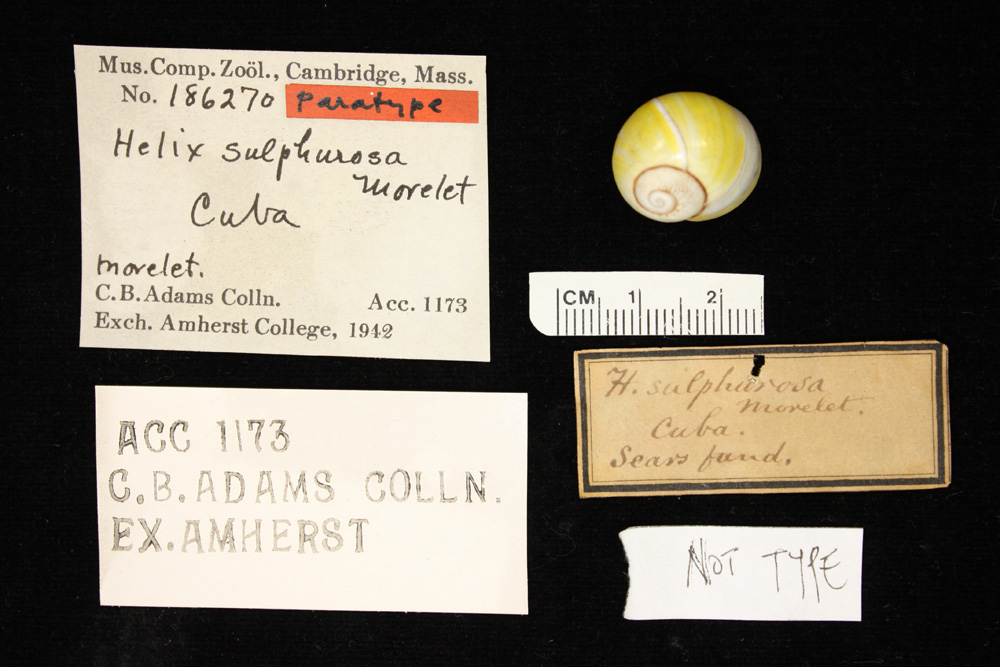 Mus.Comp.Zoöl., Cambridge, Mass.
No. 186270 Paratype
Helix sulphurosa
Morelet
Cuba
Morelet.
C.B.Adams Colln. Acc. 1173
Exch. Amherst College, 1942
CM 1 2
H. sulphurosa
Morelet.
Cuba.
Sears fund.
ACC 1173
C.B.ADAMS COLLN.
EX.AMHERST
NOT TYPE